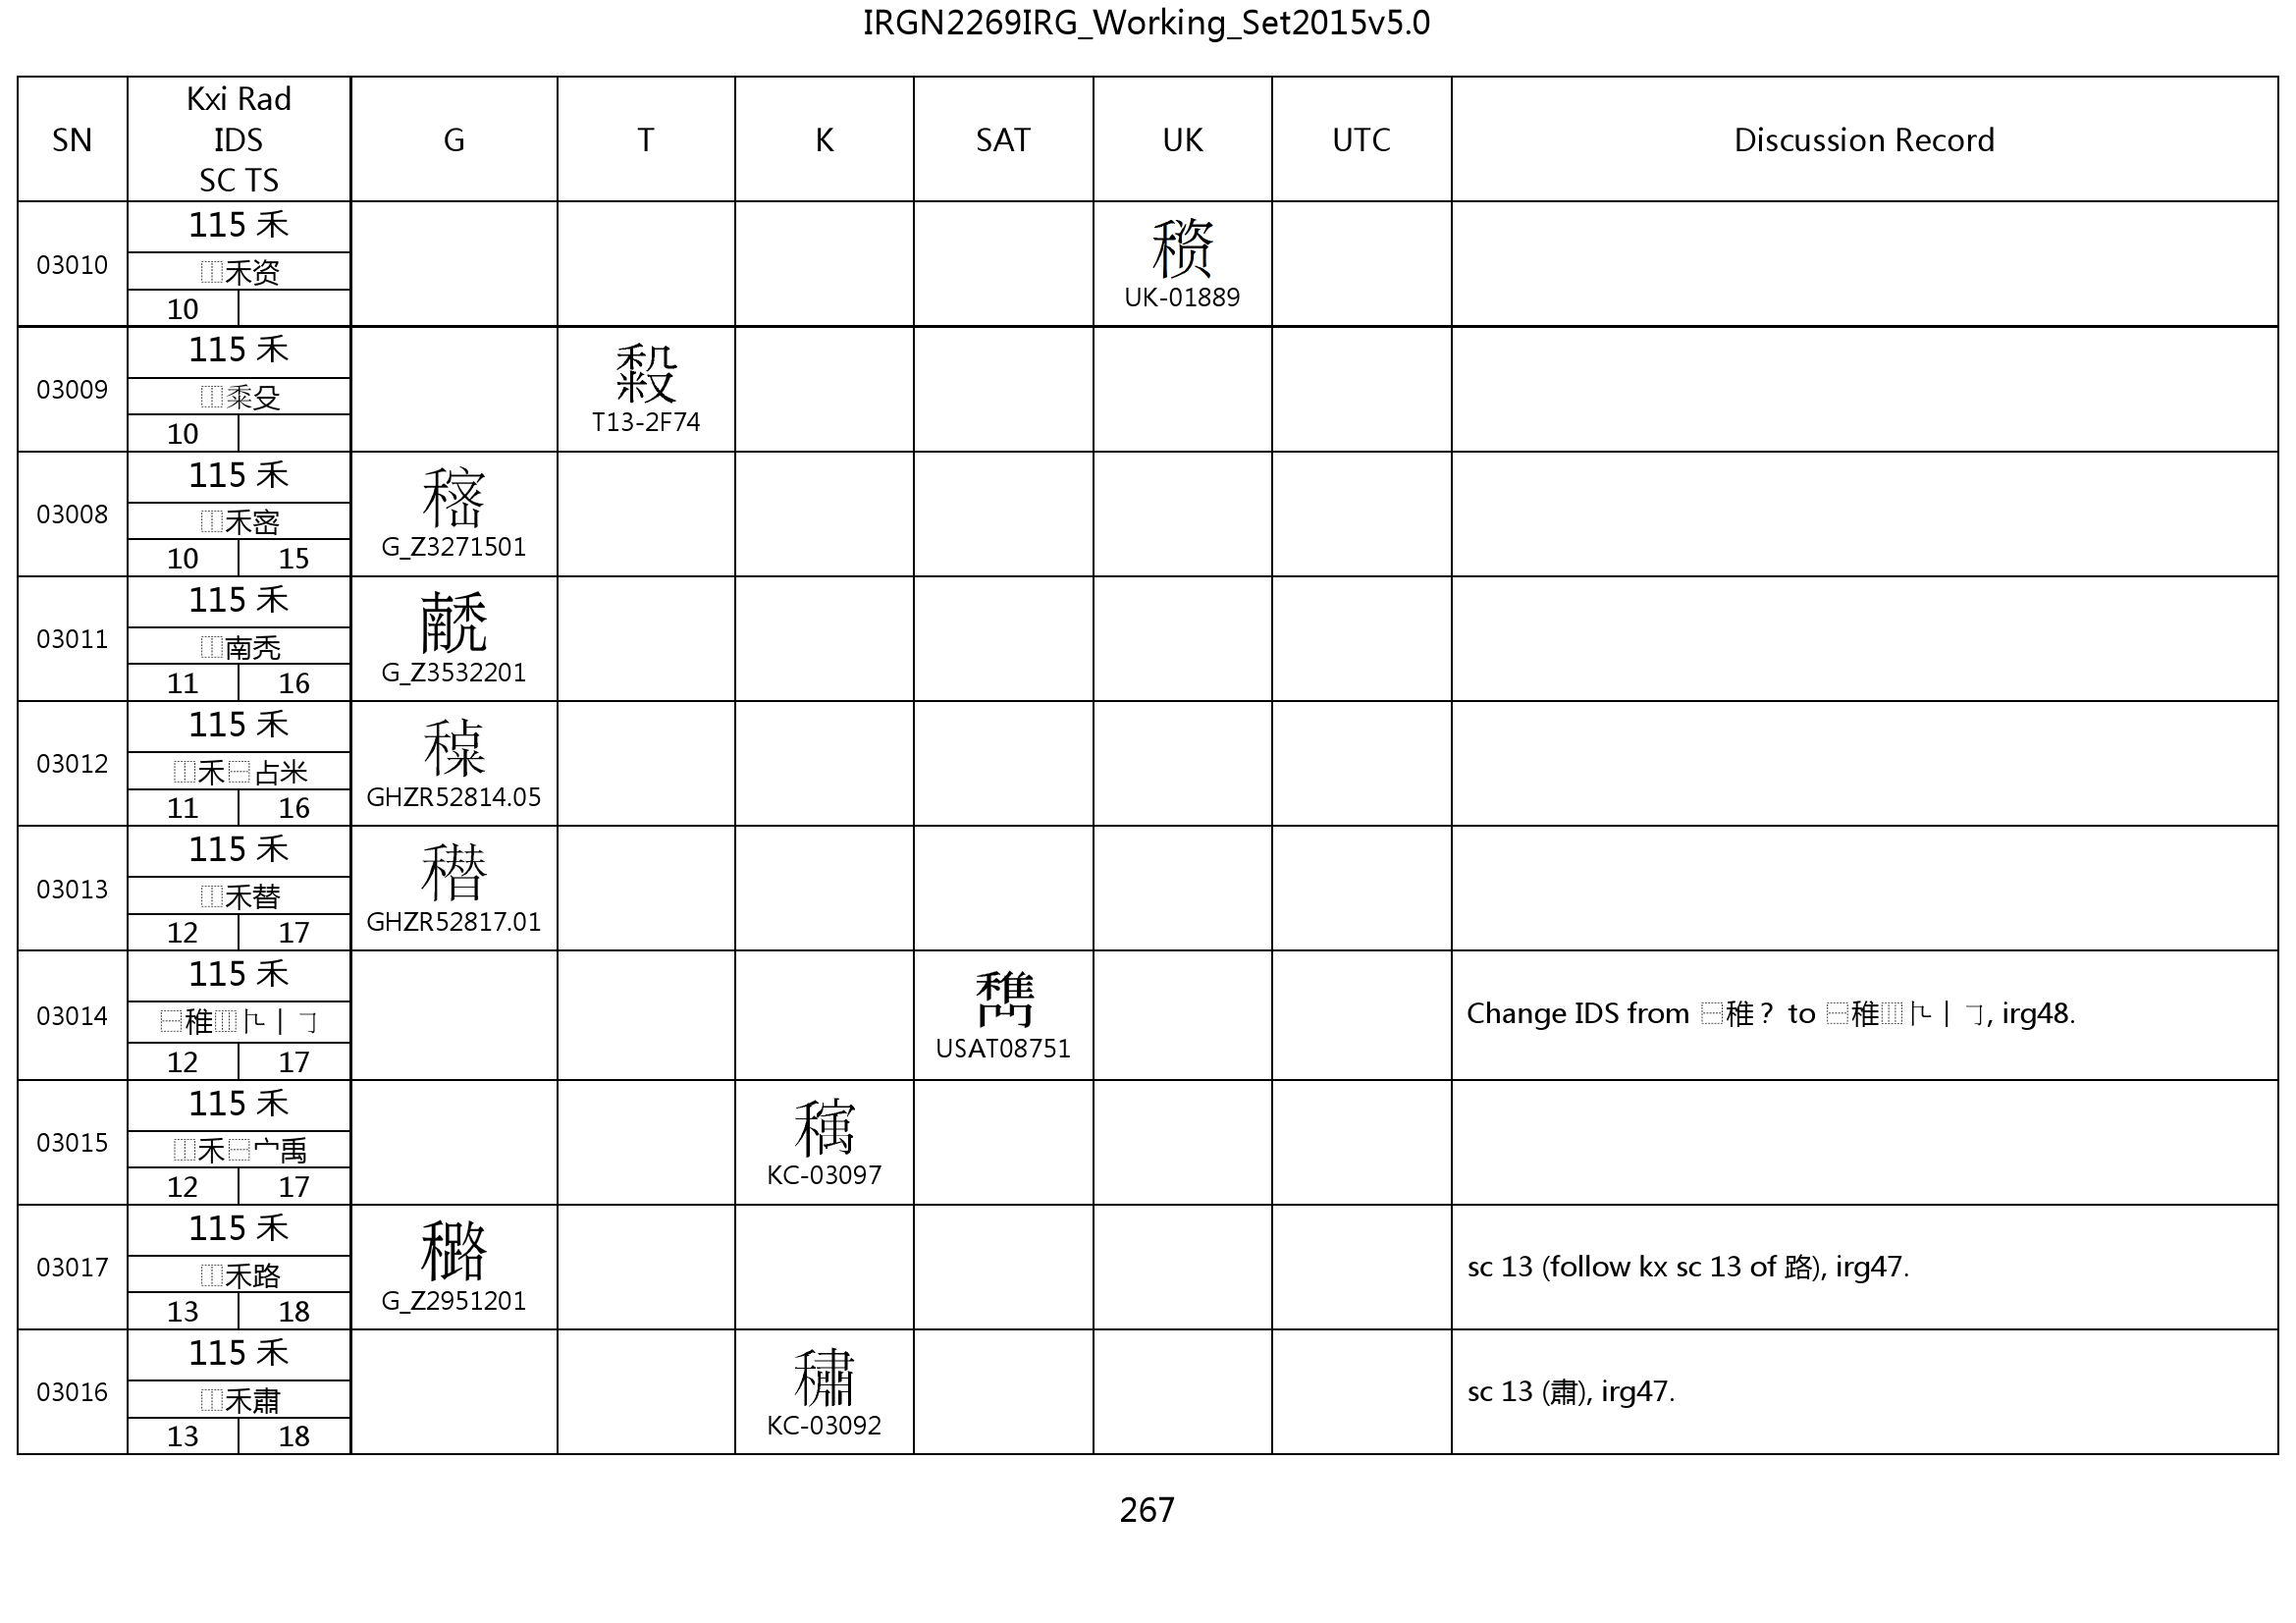 IRGN2269IRG_Working_Set2015v5.0
SN
Kxi Rad
IDS
SC TS
G
T
K
SAT
UK
UTC
Discussion Record
03010
115 禾
⿰禾资
10
UK-01889
03009
115 禾
⿰𥹆殳
10
T13-2F74
03008
115 禾
⿰禾窰
10 15
G_Z3271501
03011
115 禾
⿰南秃
11 16
G_Z3532201
03012
115 禾
⿰禾⿱占米
11 16
GHZR52814.05
03013
115 禾
⿰禾替
12 17
GHZR52817.01
03014
115 禾
⿱稚⿲⺊丨㇆
12 17
USAT08751
Change IDS from ⿱稚? to ⿱稚⿲, irg48.
03015
115 禾
⿰禾⿱宀禹
12 17
KC-03097
03017
115 禾
⿰禾路
13 18
G_Z2951201
sc 13 (follow kx sc 13 of 路), irg47.
03016
115 禾
⿰禾肅
13 18
KC-03092
sc 13 (肅), irg47.
267